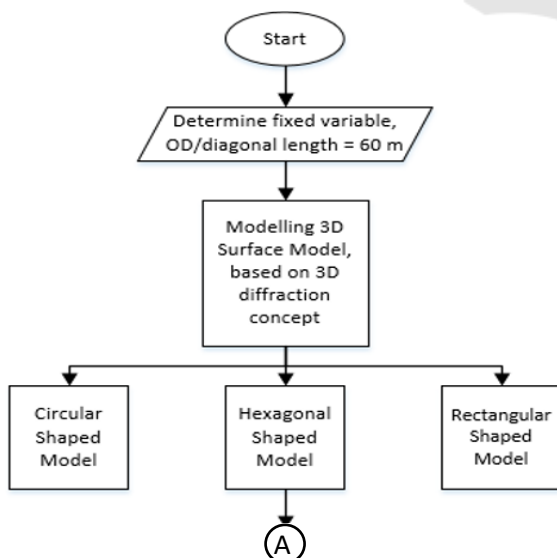 Start
Determine fixed variable,
OD/diagonal length = 60 m
Modelling 3D
Surface Model,
based on 3D
diffraction
concept
Circular
Shaped
Model
Hexagonal
Shaped
Model
Rectangular
Shaped
Model
A